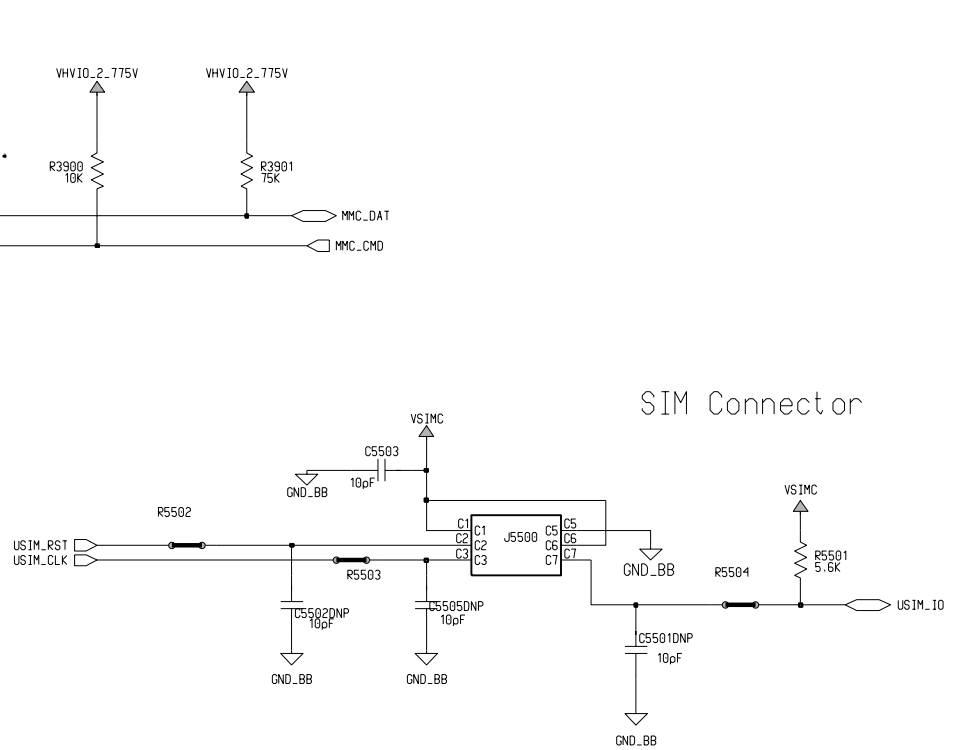 VHVIO_2_775V
VHVIO_2_775V
R3900
10K
R3901
75K
MMC_DAT
MMC_CMD
SIM Connector
VSIMC
C5503
10pF
GND_BB
VSIMC
R5502
C1
C1
C5
C5
USIM_RST
C2
C2
J5500
C6
C6
USIM_CLK
C3
C3
C7
C7
R5503
GND_BB
R5504
R5501
5.6K
USIM_IO
C5502DNP
10pF
C5505DNP
10pF
C5501DNP
10pF
GND_BB
GND_BB
GND_BB